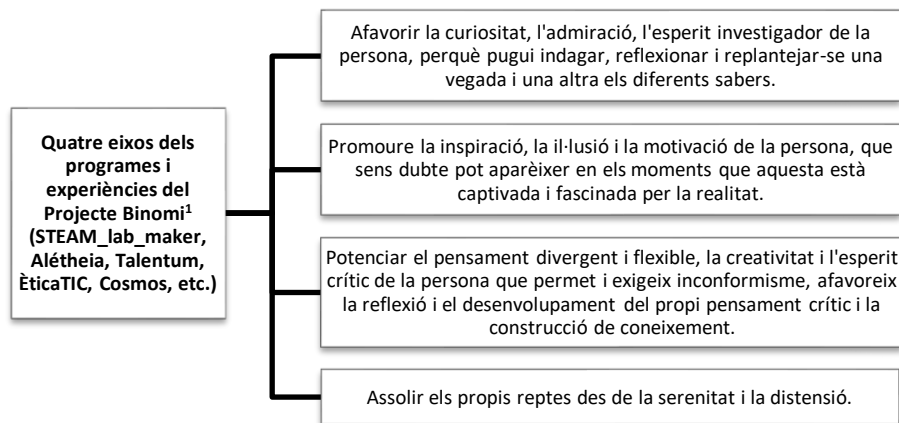 Quatre eixos dels
programes i
experiències del
Projecte Binomi¹
(STEAM_lab_maker,
Alétheia, Talentum,
ÈticaTIC, Cosmos, etc.)
Afavorir la curiositat, l'admiració, l'esperit investigador de la
persona, perquè pugui indagar, reflexionar i replantejar-se una
vegada i una altra els diferents sabers.
Promoure la inspiració, la il·lusió i la motivació de la persona, que
sens dubte pot aparèixer en els moments que aquesta està
captivada i fascinada per la realitat.
Potenciar el pensament divergent i flexible, la creativitat i l'esperit
crític de la persona que permet i exigeix inconformisme, afavoreix
la reflexió i el desenvolupament del propi pensament crític i la
construcció de coneixement.
Assolir els propis reptes des de la serenitat i la distensió.